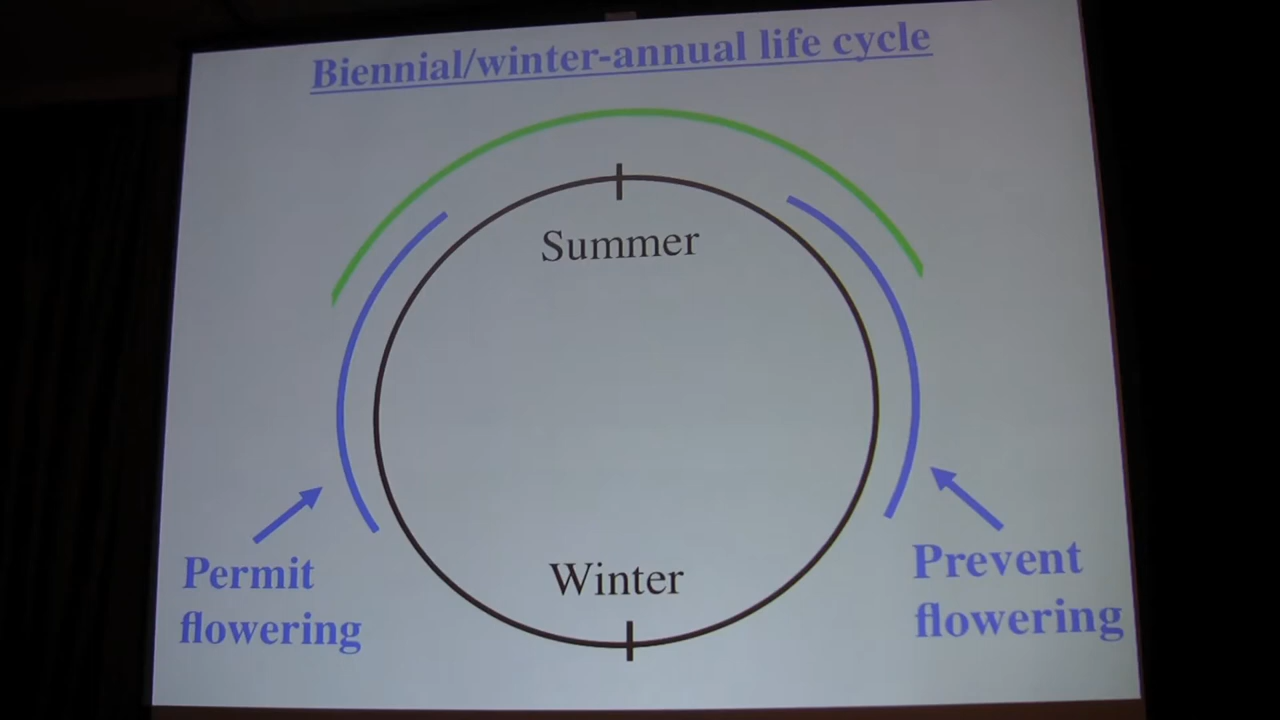 Biennial/winter-annual life cycle
Summer
Winter
Permit
flowering
Prevent
flowering